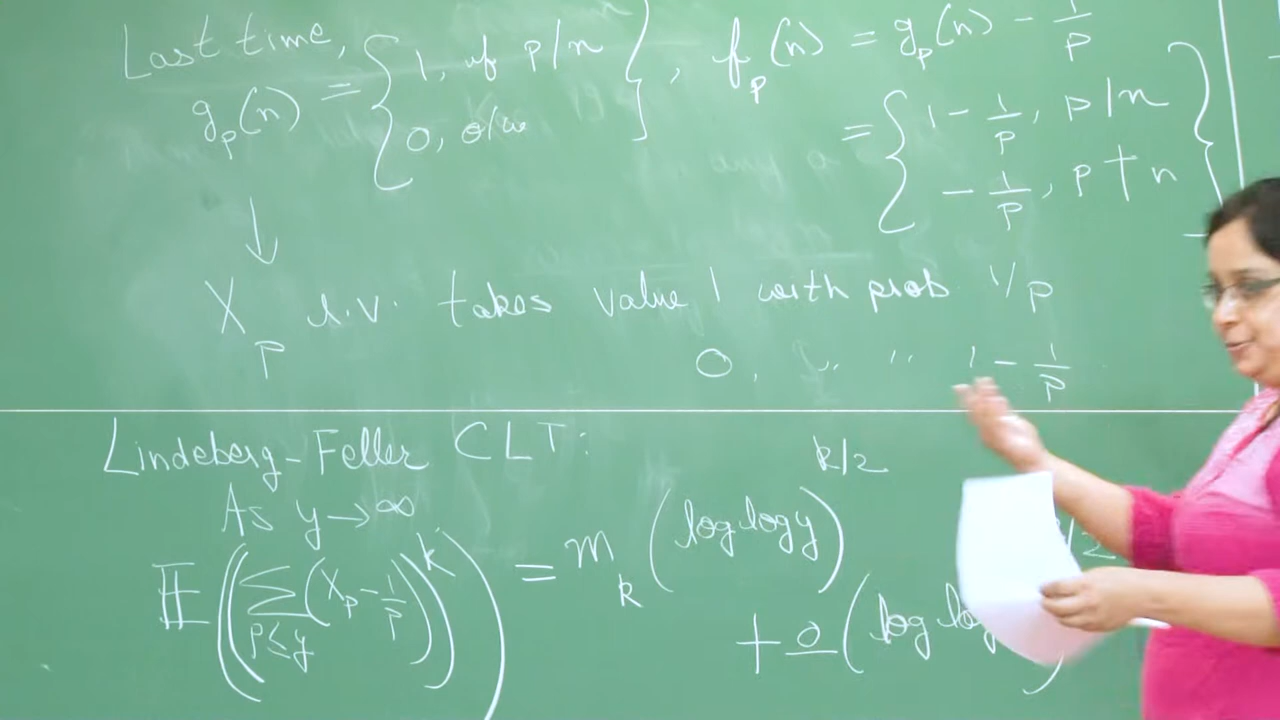 Last time,
g_p(n) = { 1, if p|n
0, o/w } , f_p(n) = g_p(n) - 1/p
= { 1 - 1/p, p|n
- 1/p, p∤n }
↓
X_p r.v. takes value 1 with prob 1/p
0, " " 1 - 1/p
Lindeberg-Feller CLT:
As y → ∞
E((∑_{p≤y} (X_p - 1/p))^k) = m_k (log log y)^{k/2}
+ o(log